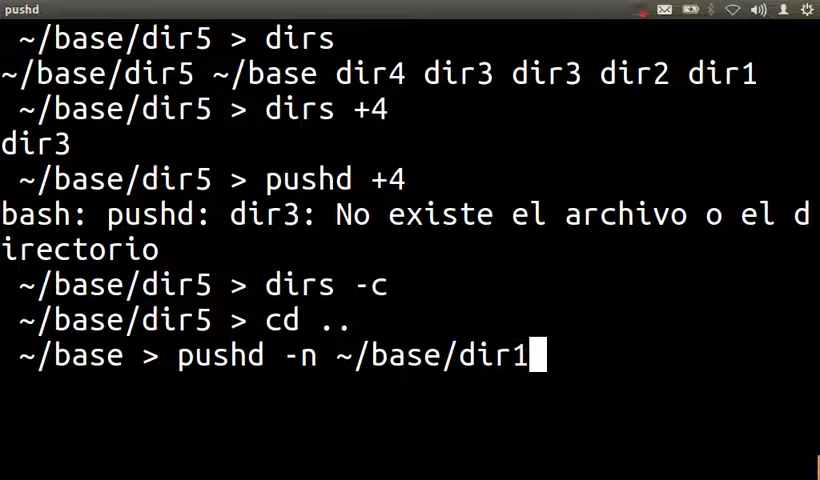 pushd
~/base/dir5 > dirs
~/base/dir5 ~/base dir4 dir3 dir3 dir2 dir1
~/base/dir5 > dirs +4
dir3
~/base/dir5 > pushd +4
bash: pushd: dir3: No existe el archivo o el d
irectorio
~/base/dir5 > dirs -c
~/base/dir5 > cd ..
~/base > pushd -n ~/base/dir1